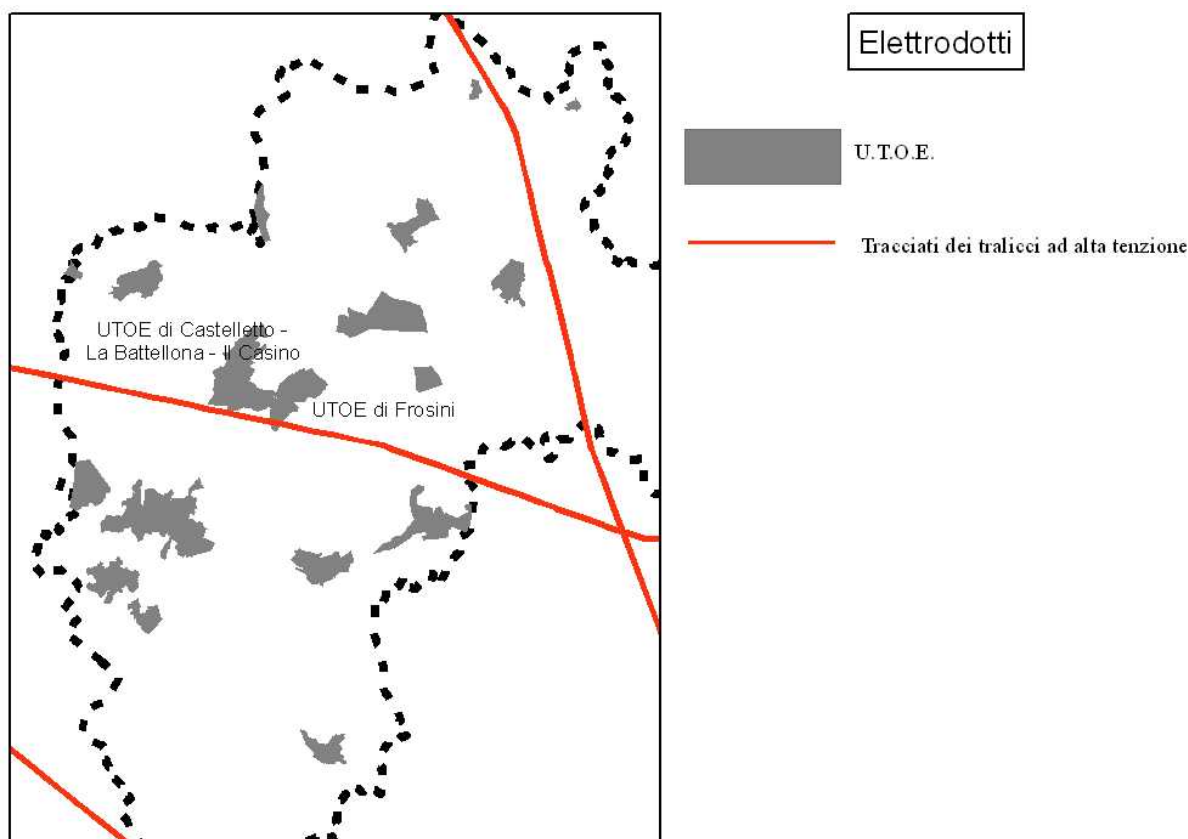 Elettrodotti
U.T.O.E.
Tracciati dei tralicci ad alta tenzione
UTOE di Castelletto -
La Battellona - Il Casino
UTOE di Frosini